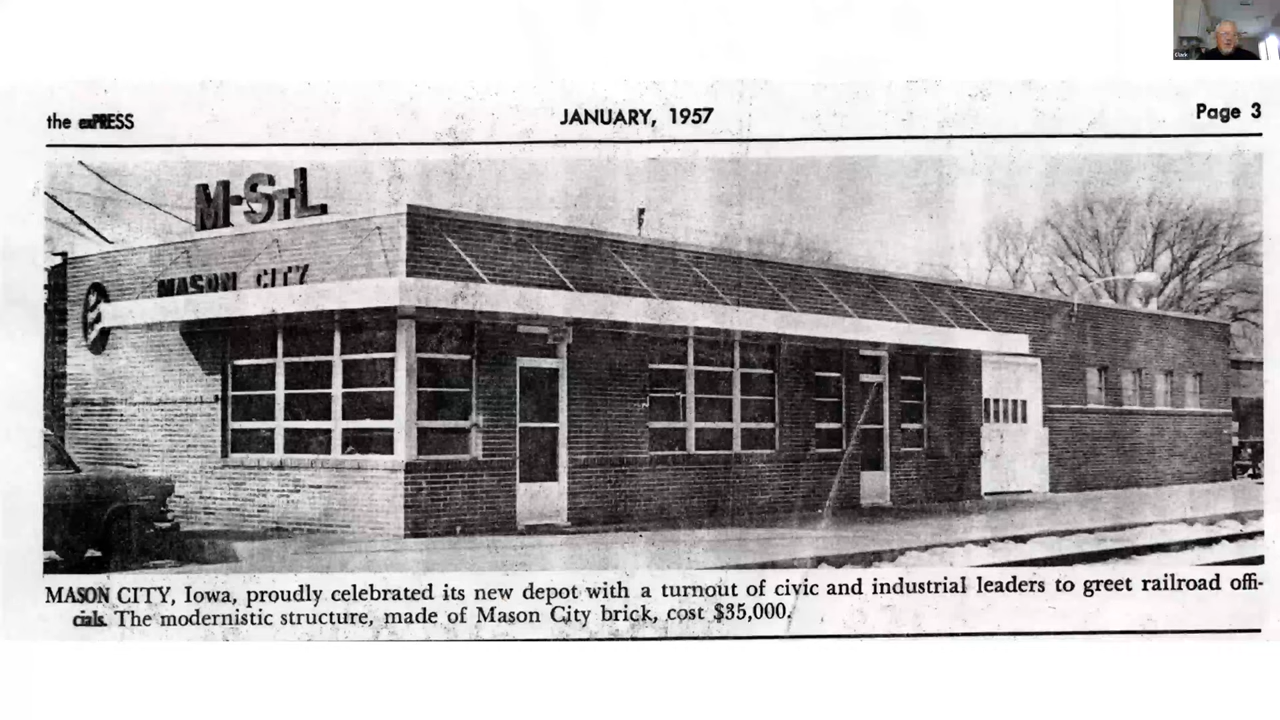 Clark
the exPRESS
JANUARY, 1957
Page 3
M-STL
MASON CITY
MASON CITY, Iowa, proudly celebrated its new depot with a turnout of civic and industrial leaders to greet railroad offi-
cials. The modernistic structure, made of Mason City brick, cost $35,000.